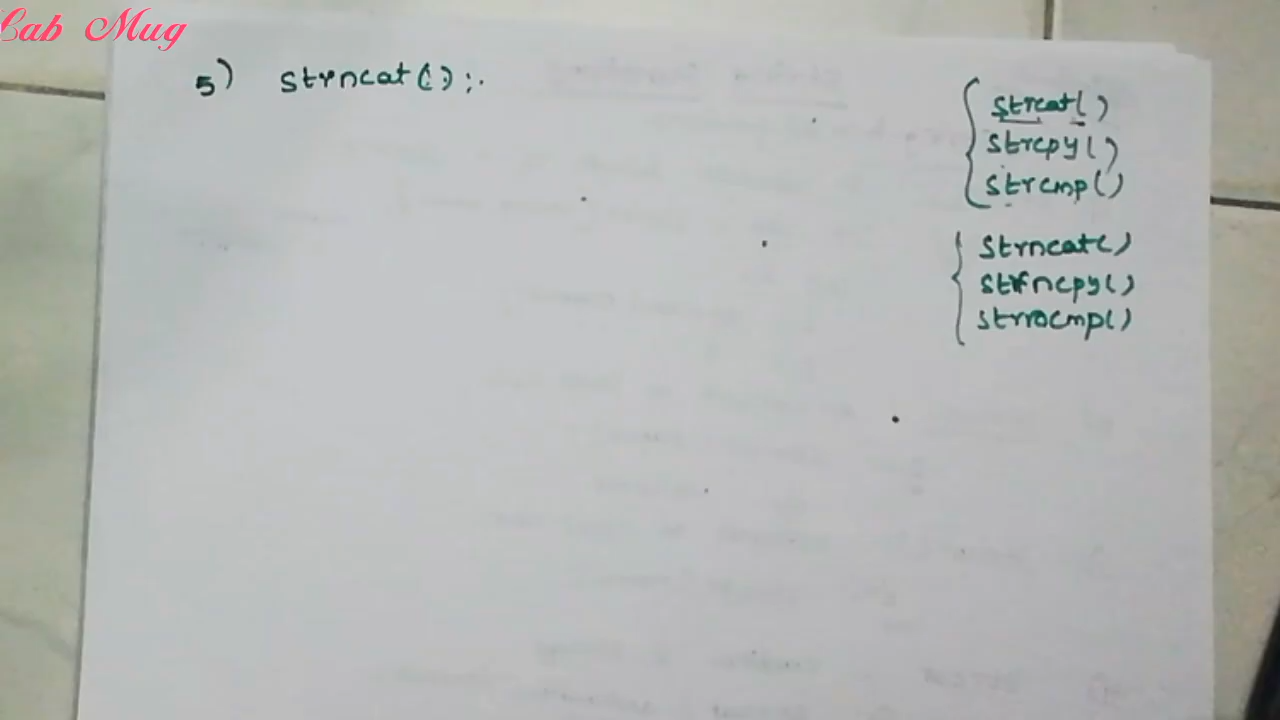 Lab Mug
5) strncat();.
strcat()
strcpy()
strcmp()
strncat()
strncpy()
strncmp()